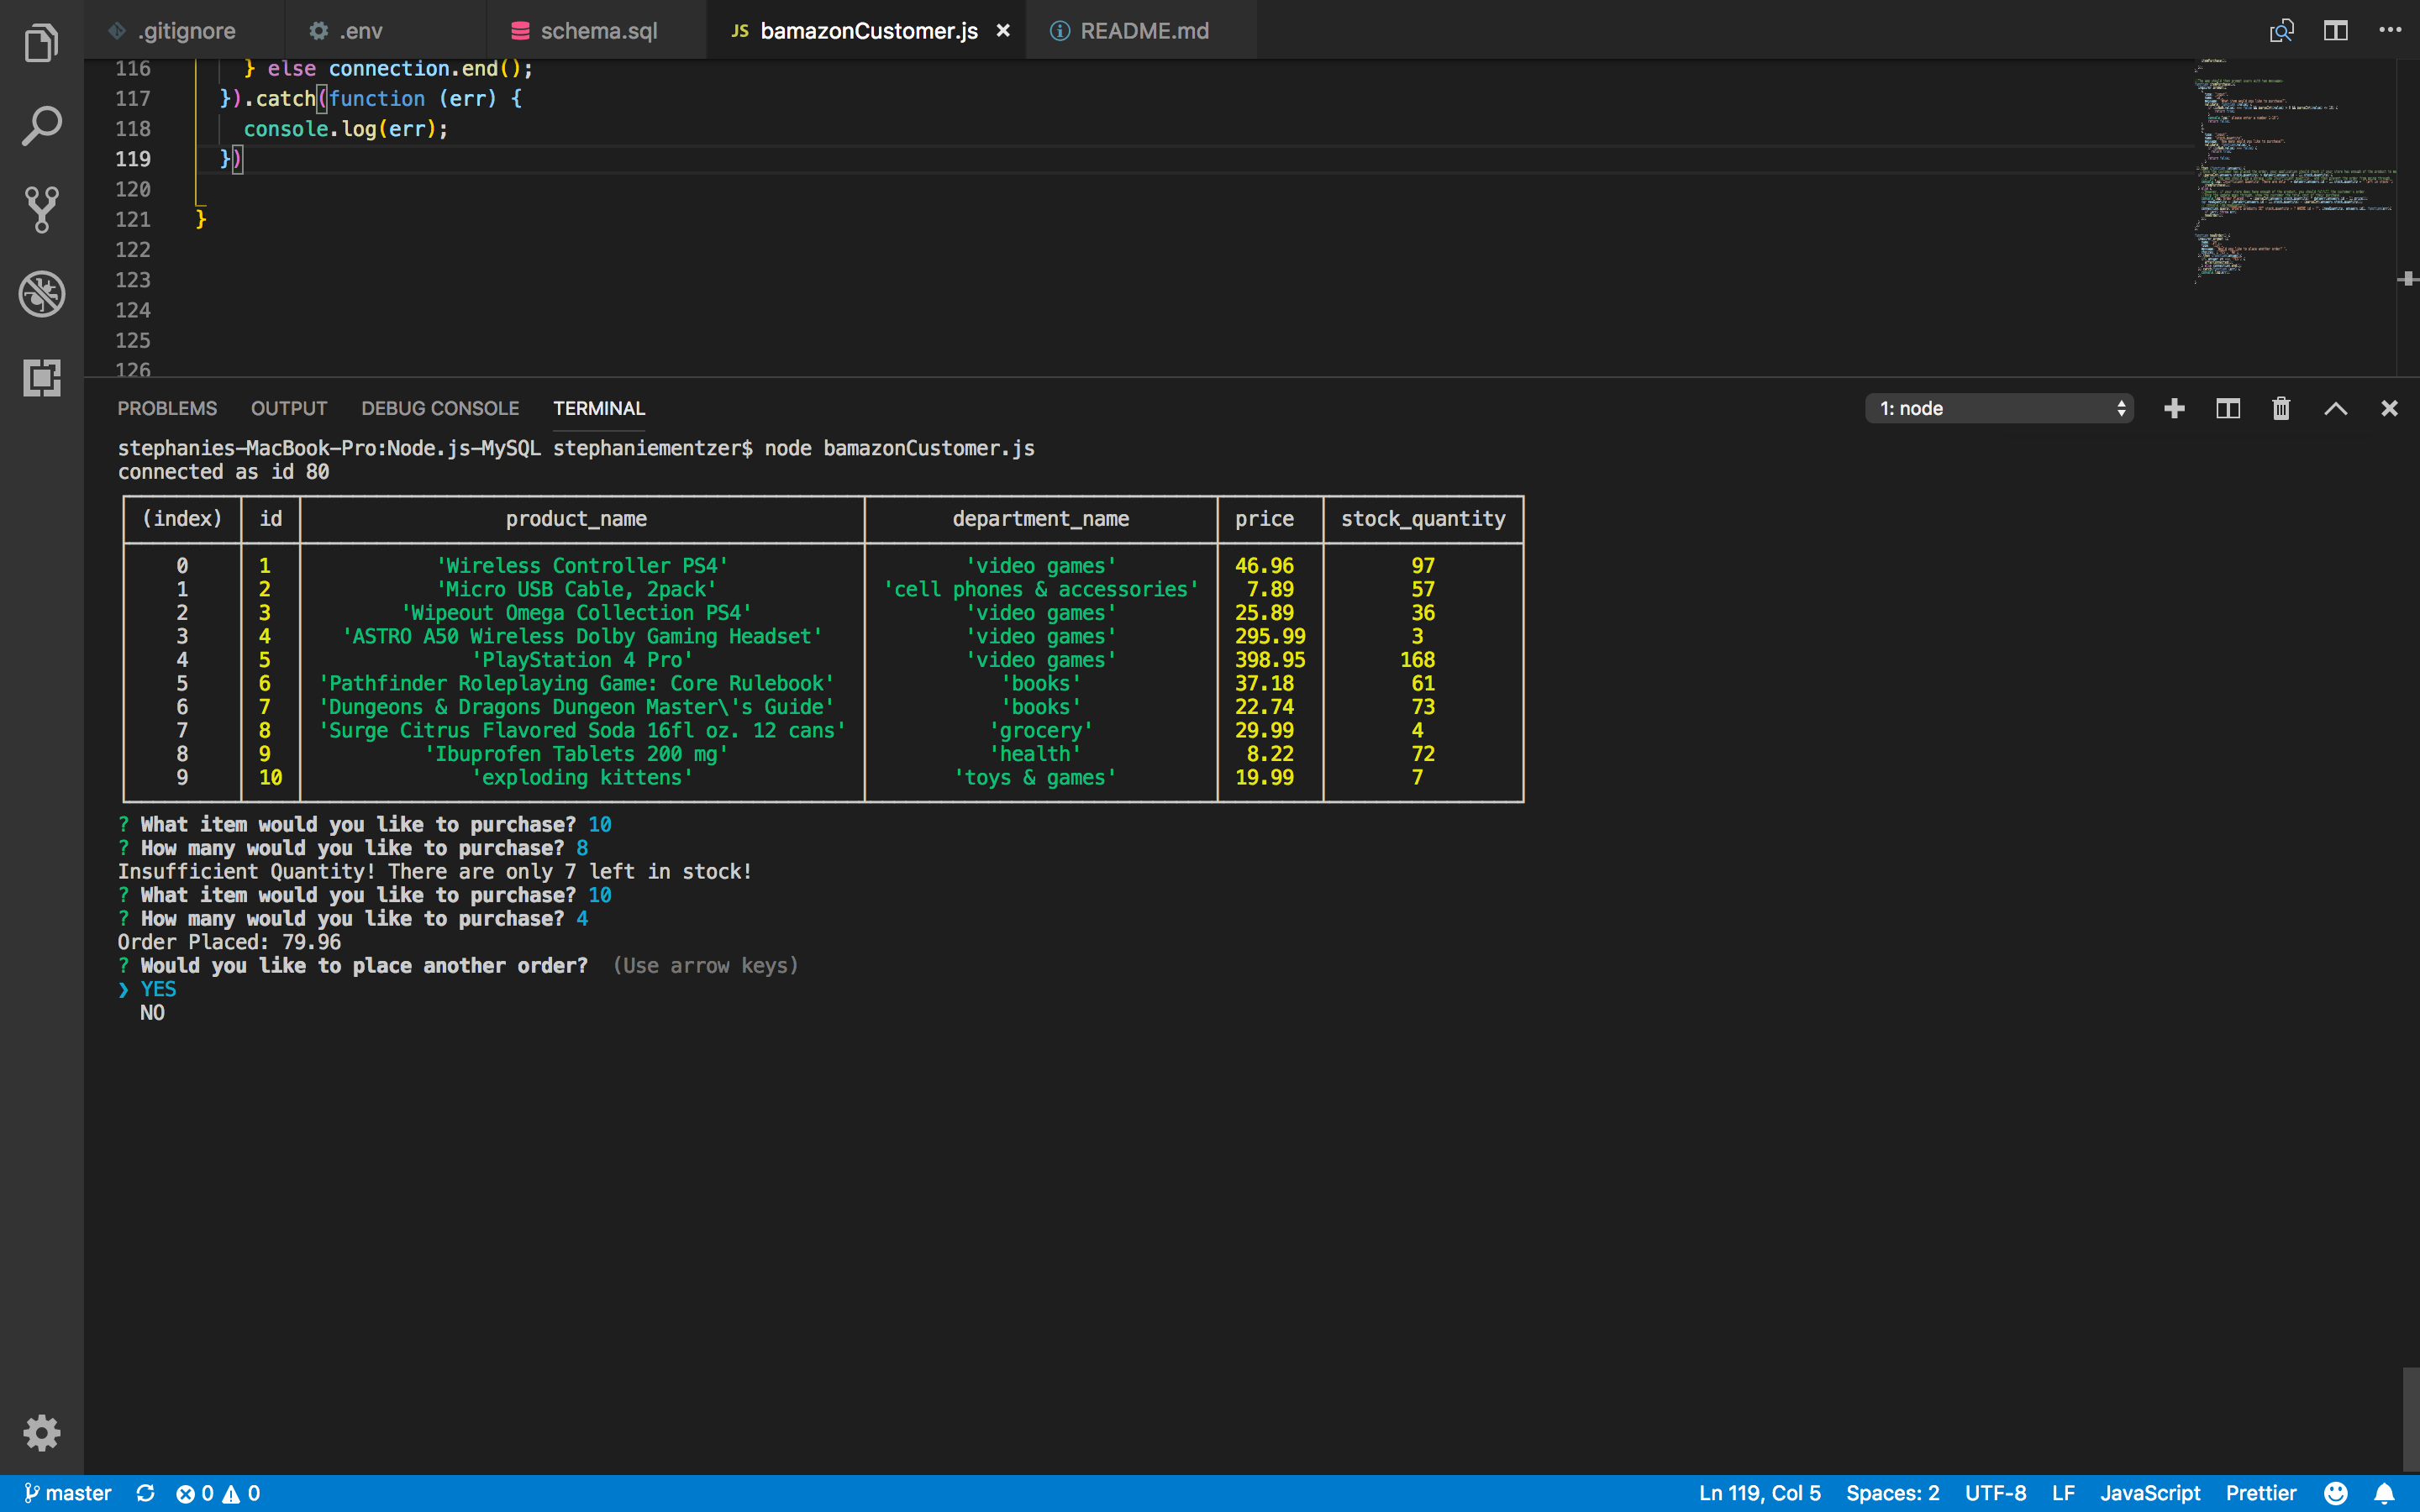 .gitignore .env schema.sql JS bamazonCustomer.js README.md
116 } else connection.end();
117 }).catch(function (err) {
118 console.log(err);
119 })
120
121 }
122
123
124
125
126
PROBLEMS OUTPUT DEBUG CONSOLE TERMINAL 1: node
stephanies-MacBook-Pro:Node.js-MySQL stephaniementzer$ node bamazonCustomer.js
connected as id 80
(index) id product_name department_name price stock_quantity
0 1 'Wireless Controller PS4' 'video games' 46.96 97
1 2 'Micro USB Cable, 2pack' 'cell phones & accessories' 7.89 57
2 3 'Wipeout Omega Collection PS4' 'video games' 25.89 36
3 4 'ASTRO A50 Wireless Dolby Gaming Headset' 'video games' 295.99 3
4 5 'PlayStation 4 Pro' 'video games' 398.95 168
5 6 'Pathfinder Roleplaying Game: Core Rulebook' 'books' 37.18 61
6 7 'Dungeons & Dragons Dungeon Master\'s Guide' 'books' 22.74 73
7 8 'Surge Citrus Flavored Soda 16fl oz. 12 cans' 'grocery' 29.99 4
8 9 'Ibuprofen Tablets 200 mg' 'health' 8.22 72
9 10 'exploding kittens' 'toys & games' 19.99 7
? What item would you like to purchase? 10
? How many would you like to purchase? 8
Insufficient Quantity! There are only 7 left in stock!
? What item would you like to purchase? 10
? How many would you like to purchase? 4
Order Placed: 79.96
? Would you like to place another order? (Use arrow keys)
❯ YES
NO
master 0 0 Ln 119, Col 5 Spaces: 2 UTF-8 LF JavaScript Prettier